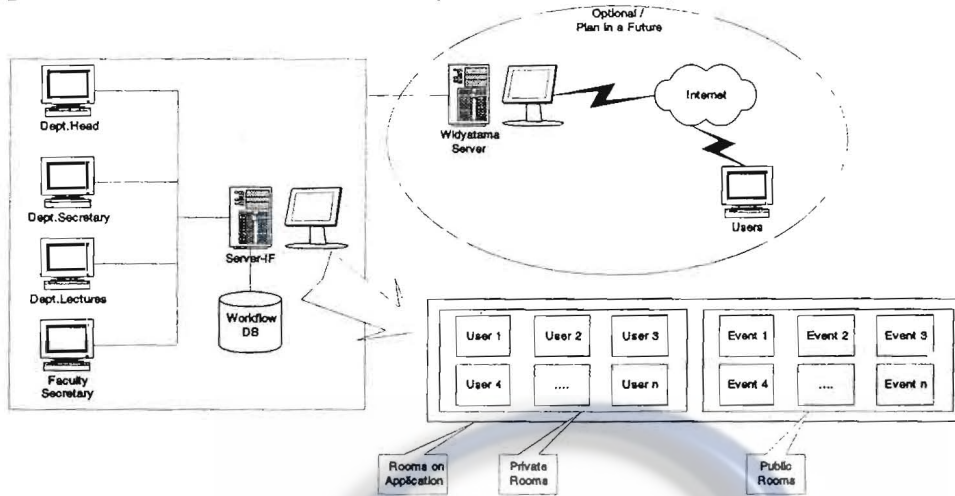 Optional /
Plan in a Future
Dept.Head
Dept.Secretary
Dept.Lectures
Faculty
Secretary
Server-IF
Workflow
DB
Widyatama
Server
Internet
Users
User 1
User 2
User 3
User 4
....
User n
Event 1
Event 2
Event 3
Event 4
....
Event n
Rooms on
Application
Private
Rooms
Public
Rooms